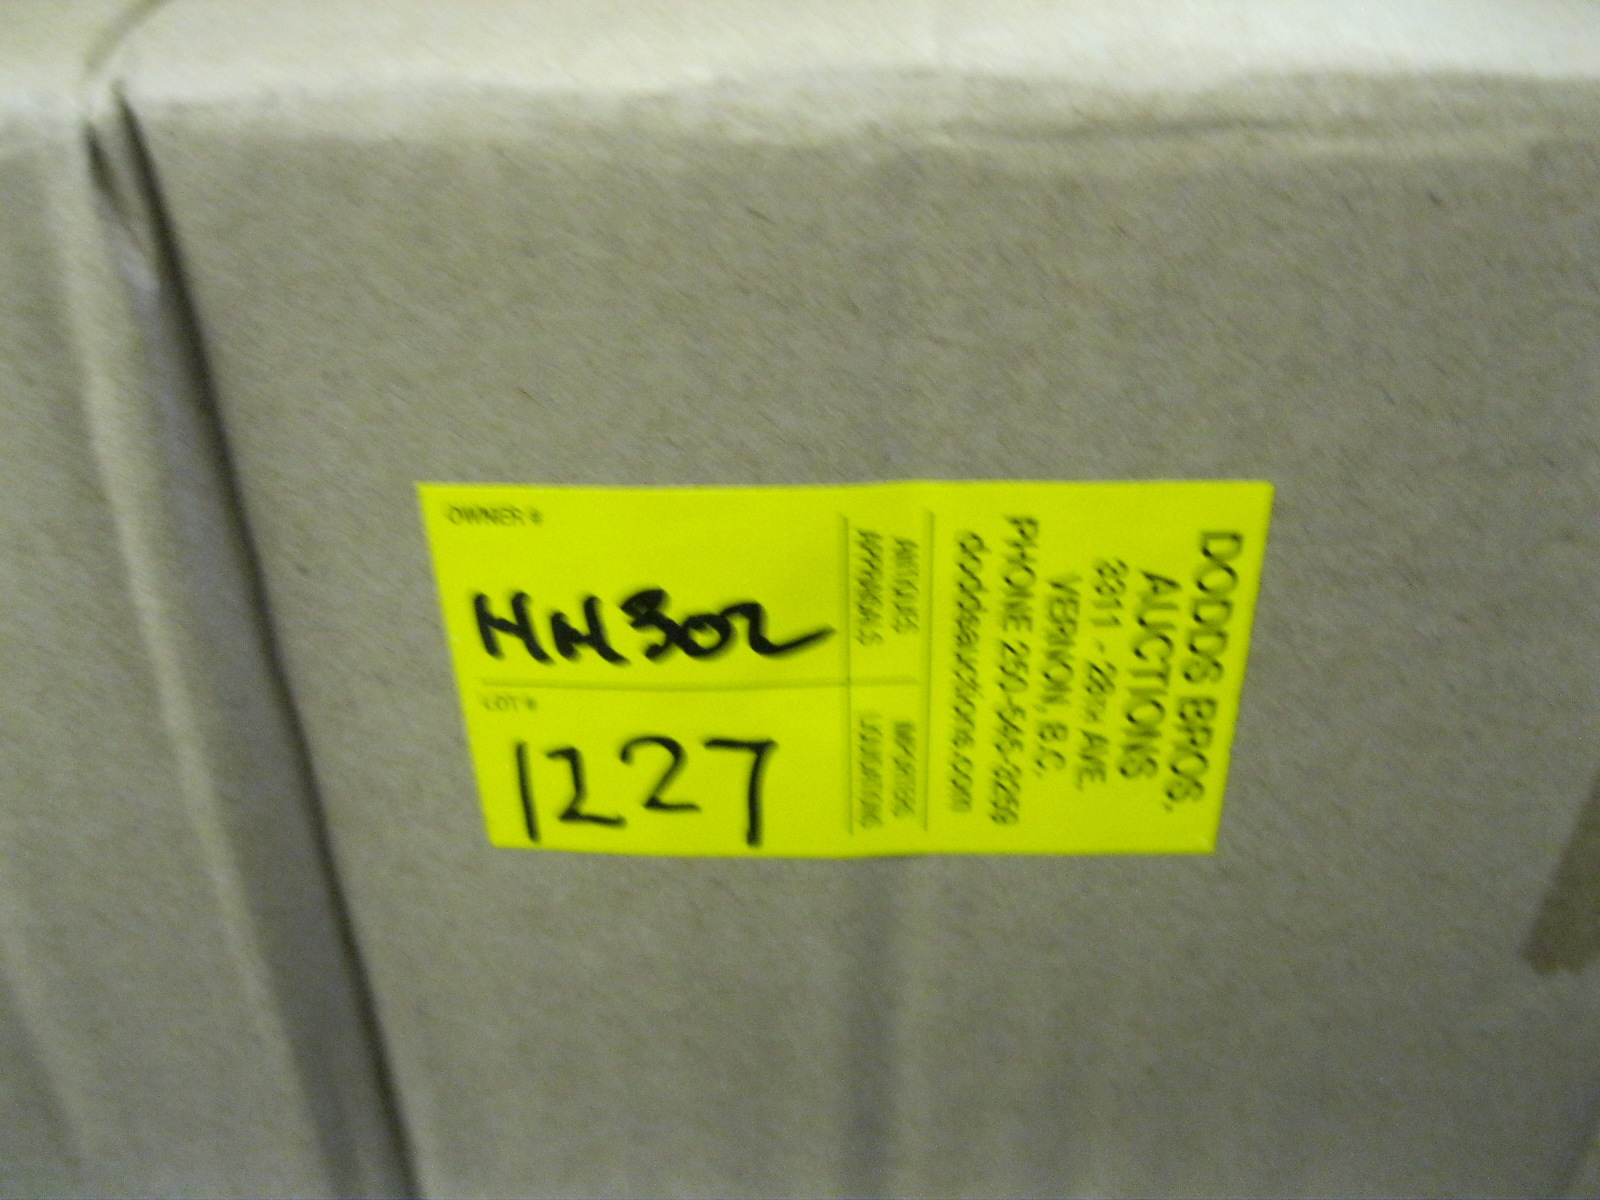 OWNER #
HH302
LOT #
1227
ANTIQUES
APPRAISALS
IMPORTERS
LIQUIDATIONS
DODDS BROS.
AUCTIONS
3311 - 28TH AVE.
VERNON, B.C.
PHONE 250-545-3259
doddsauctions.com